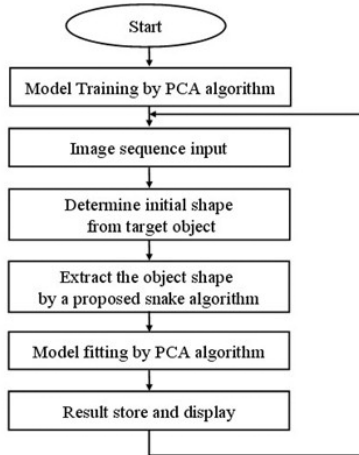 Start
Model Training by PCA algorithm
Image sequence input
Determine initial shape
from target object
Extract the object shape
by a proposed snake algorithm
Model fitting by PCA algorithm
Result store and display